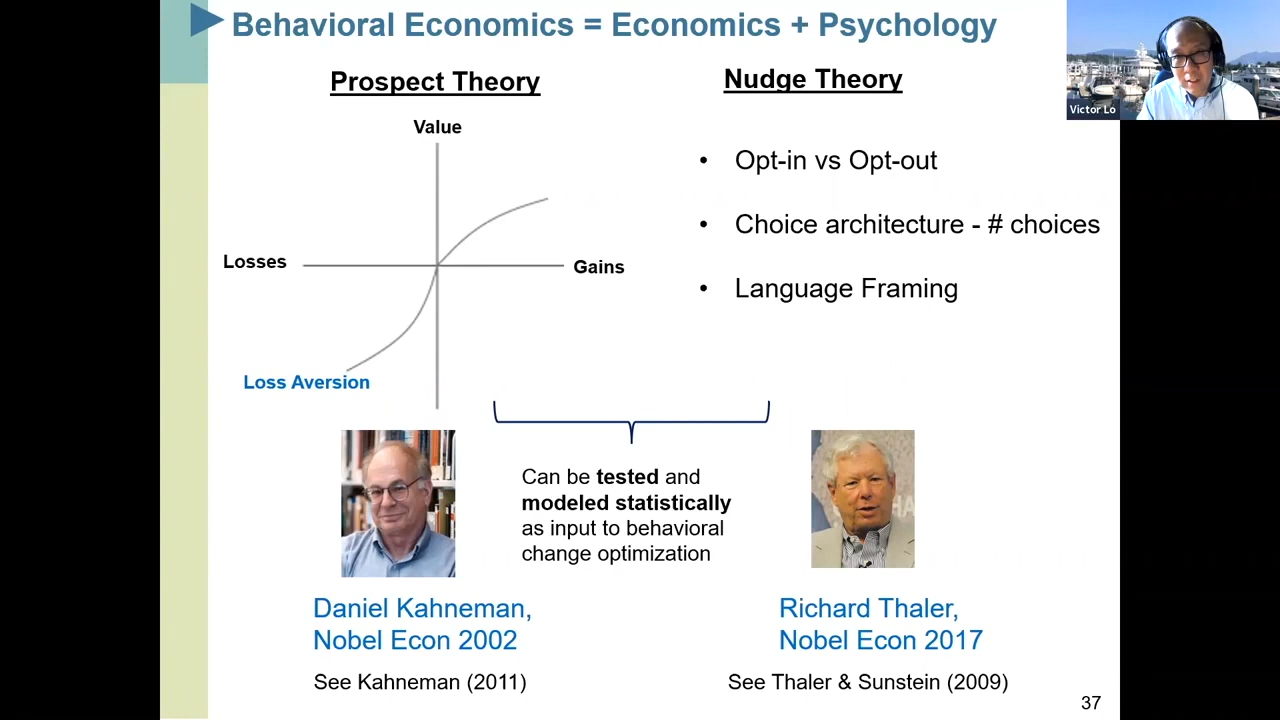 Behavioral Economics = Economics + Psychology
Victor Lo
Prospect Theory
Value
Losses
Gains
Loss Aversion
Nudge Theory
• Opt-in vs Opt-out
• Choice architecture - # choices
• Language Framing
Can be tested and
modeled statistically
as input to behavioral
change optimization
Daniel Kahneman,
Nobel Econ 2002
See Kahneman (2011)
Richard Thaler,
Nobel Econ 2017
See Thaler & Sunstein (2009)
37